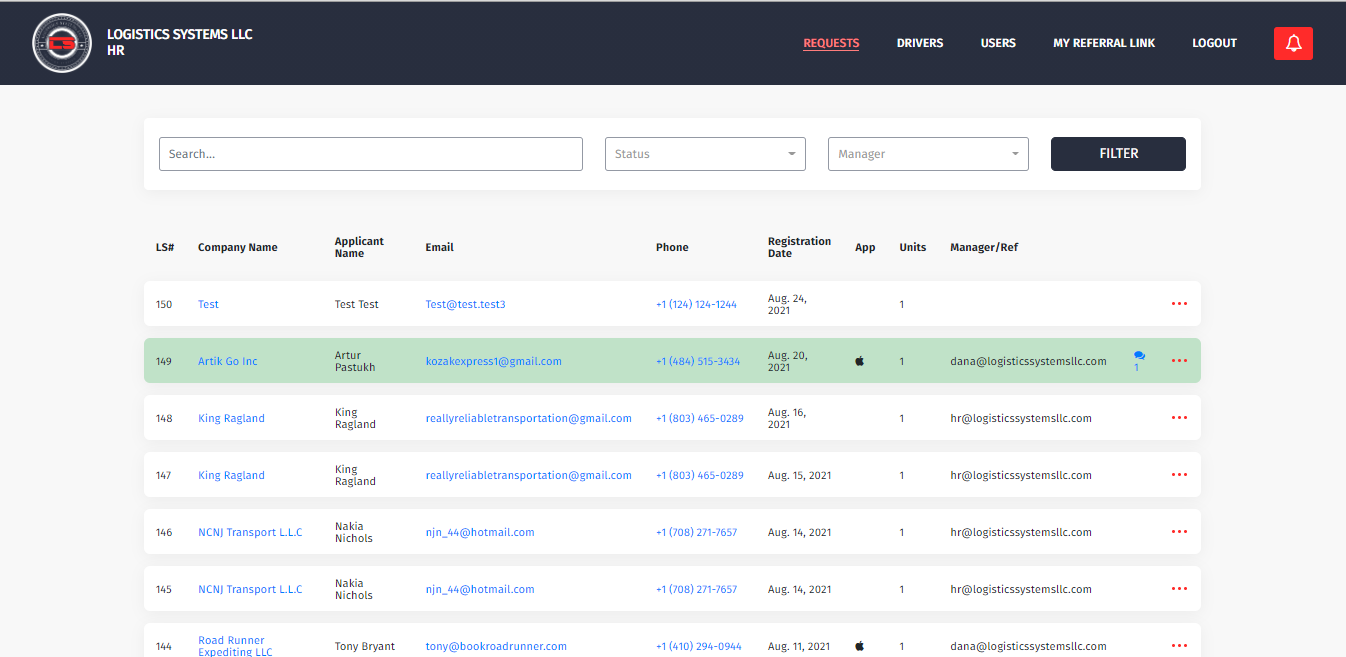 LOGISTICS SYSTEMS LLC
HR
REQUESTS DRIVERS USERS MY REFERRAL LINK LOGOUT
Search... Status Manager FILTER
LS# Company Name Applicant Name Email Phone Registration Date App Units Manager/Ref
150 Test Test Test Test@test.test3 +1 (124) 124-1244 Aug. 24, 2021 1
149 Artik Go Inc Artur Pastukh kozakexpress1@gmail.com +1 (484) 515-3434 Aug. 20, 2021 1 dana@logisticssystemsllc.com 1
148 King Ragland King Ragland reallyreliabletransportation@gmail.com +1 (803) 465-0289 Aug. 16, 2021 1 hr@logisticssystemsllc.com
147 King Ragland King Ragland reallyreliabletransportation@gmail.com +1 (803) 465-0289 Aug. 15, 2021 1 hr@logisticssystemsllc.com
146 NCNJ Transport L.L.C Nakia Nichols njn_44@hotmail.com +1 (708) 271-7657 Aug. 14, 2021 1 hr@logisticssystemsllc.com
145 NCNJ Transport L.L.C Nakia Nichols njn_44@hotmail.com +1 (708) 271-7657 Aug. 14, 2021 1 hr@logisticssystemsllc.com
144 Road Runner Expediting LLC Tony Bryant tony@bookroadrunner.com +1 (410) 294-0944 Aug. 11, 2021 1 dana@logisticssystemsllc.com